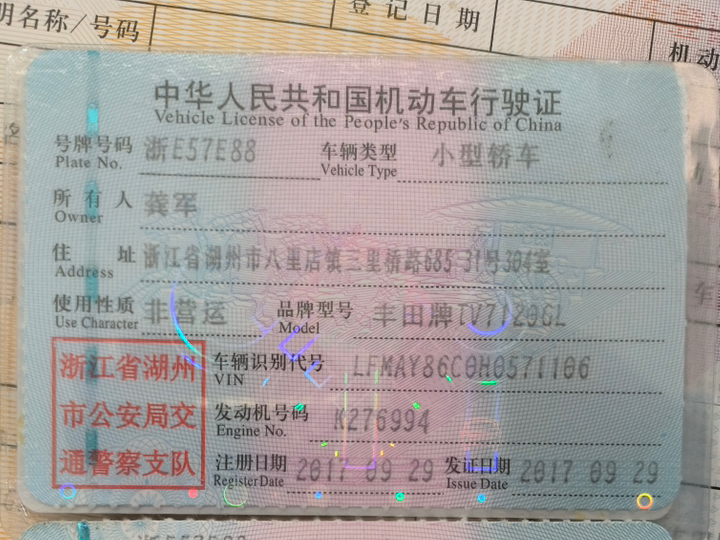 明名称/号码
登记日期
机动
中华人民共和国机动车行驶证
Vehicle License of the People's Republic of China
号牌号码 浙E57E88 车辆类型 小型轿车
Plate No. Vehicle Type
所有人 龚军
Owner
住址 浙江省湖州市八里店镇三里桥路685 31号304室
Address
使用性质 非营运 品牌型号 丰田牌TV7120GL
Use Character Model
浙江省湖州 车辆识别代号 LFMAY86C0H0571106
VIN
市公安局交 发动机号码 K276994
Engine No.
通警察支队 注册日期 2017 09 29 发证日期 2017 09 29
Register Date Issue Date